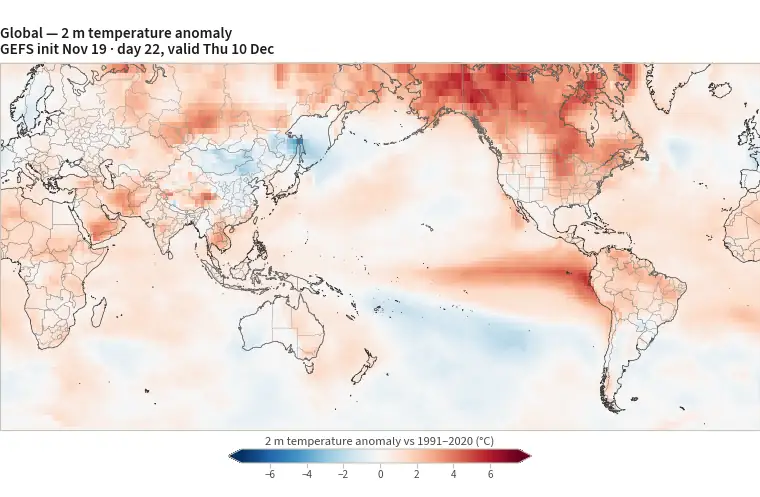 Global — 2 m temperature anomaly
GEFS init Nov 19 · day 22, valid Thu 10 Dec
2 m temperature anomaly vs 1991–2020 (°C)
−6 −4 −2 0 2 4 6